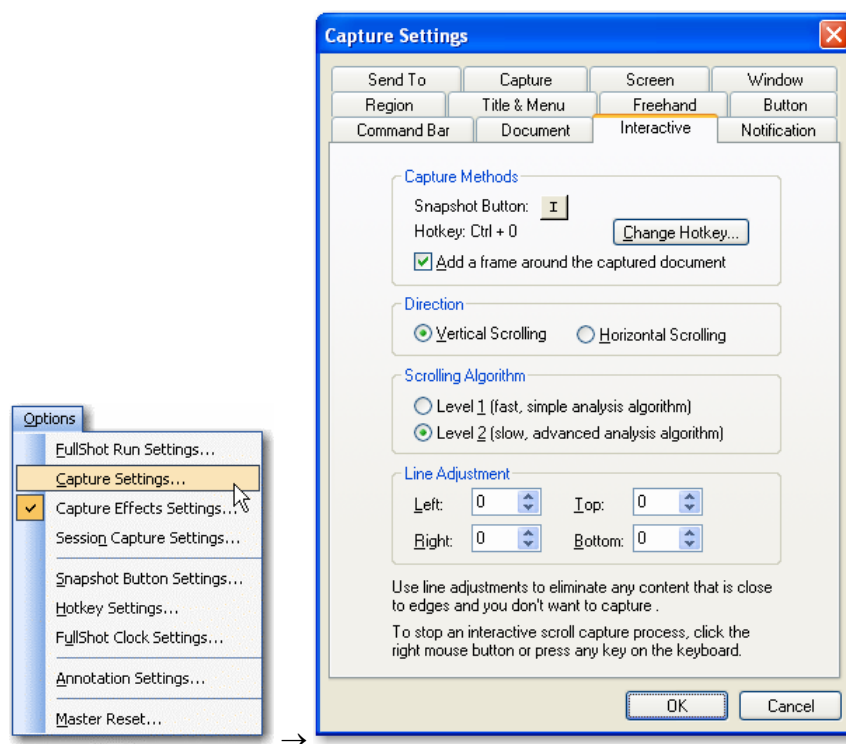 Options
FullShot Run Settings...
Capture Settings...
Capture Effects Settings...
Session Capture Settings...
Snapshot Button Settings...
Hotkey Settings...
FullShot Clock Settings...
Annotation Settings...
Master Reset...
→
Capture Settings
Send To Capture Screen Window
Region Title & Menu Freehand Button
Command Bar Document Interactive Notification
Capture Methods
Snapshot Button: I
Hotkey: Ctrl + 0 Change Hotkey...
Add a frame around the captured document
Direction
Vertical Scrolling Horizontal Scrolling
Scrolling Algorithm
Level 1 (fast, simple analysis algorithm)
Level 2 (slow, advanced analysis algorithm)
Line Adjustment
Left: 0 Top: 0
Right: 0 Bottom: 0
Use line adjustments to eliminate any content that is close
to edges and you don't want to capture .
To stop an interactive scroll capture process, click the
right mouse button or press any key on the keyboard.
OK Cancel